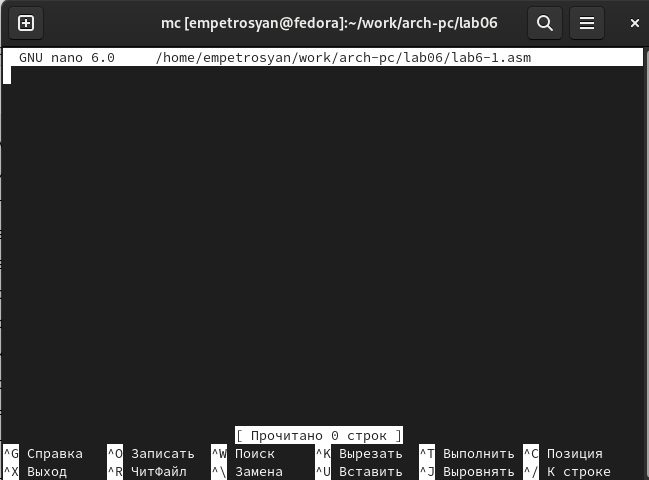 mc [empetrosyan@fedora]:~/work/arch-pc/lab06
GNU nano 6.0 /home/empetrosyan/work/arch-pc/lab06/lab6-1.asm
[ Прочитано 0 строк ]
^G Справка ^O Записать ^W Поиск ^K Вырезать ^T Выполнить ^C Позиция
^X Выход ^R ЧитФайл ^\ Замена ^U Вставить ^J Выровнять ^/ К строке